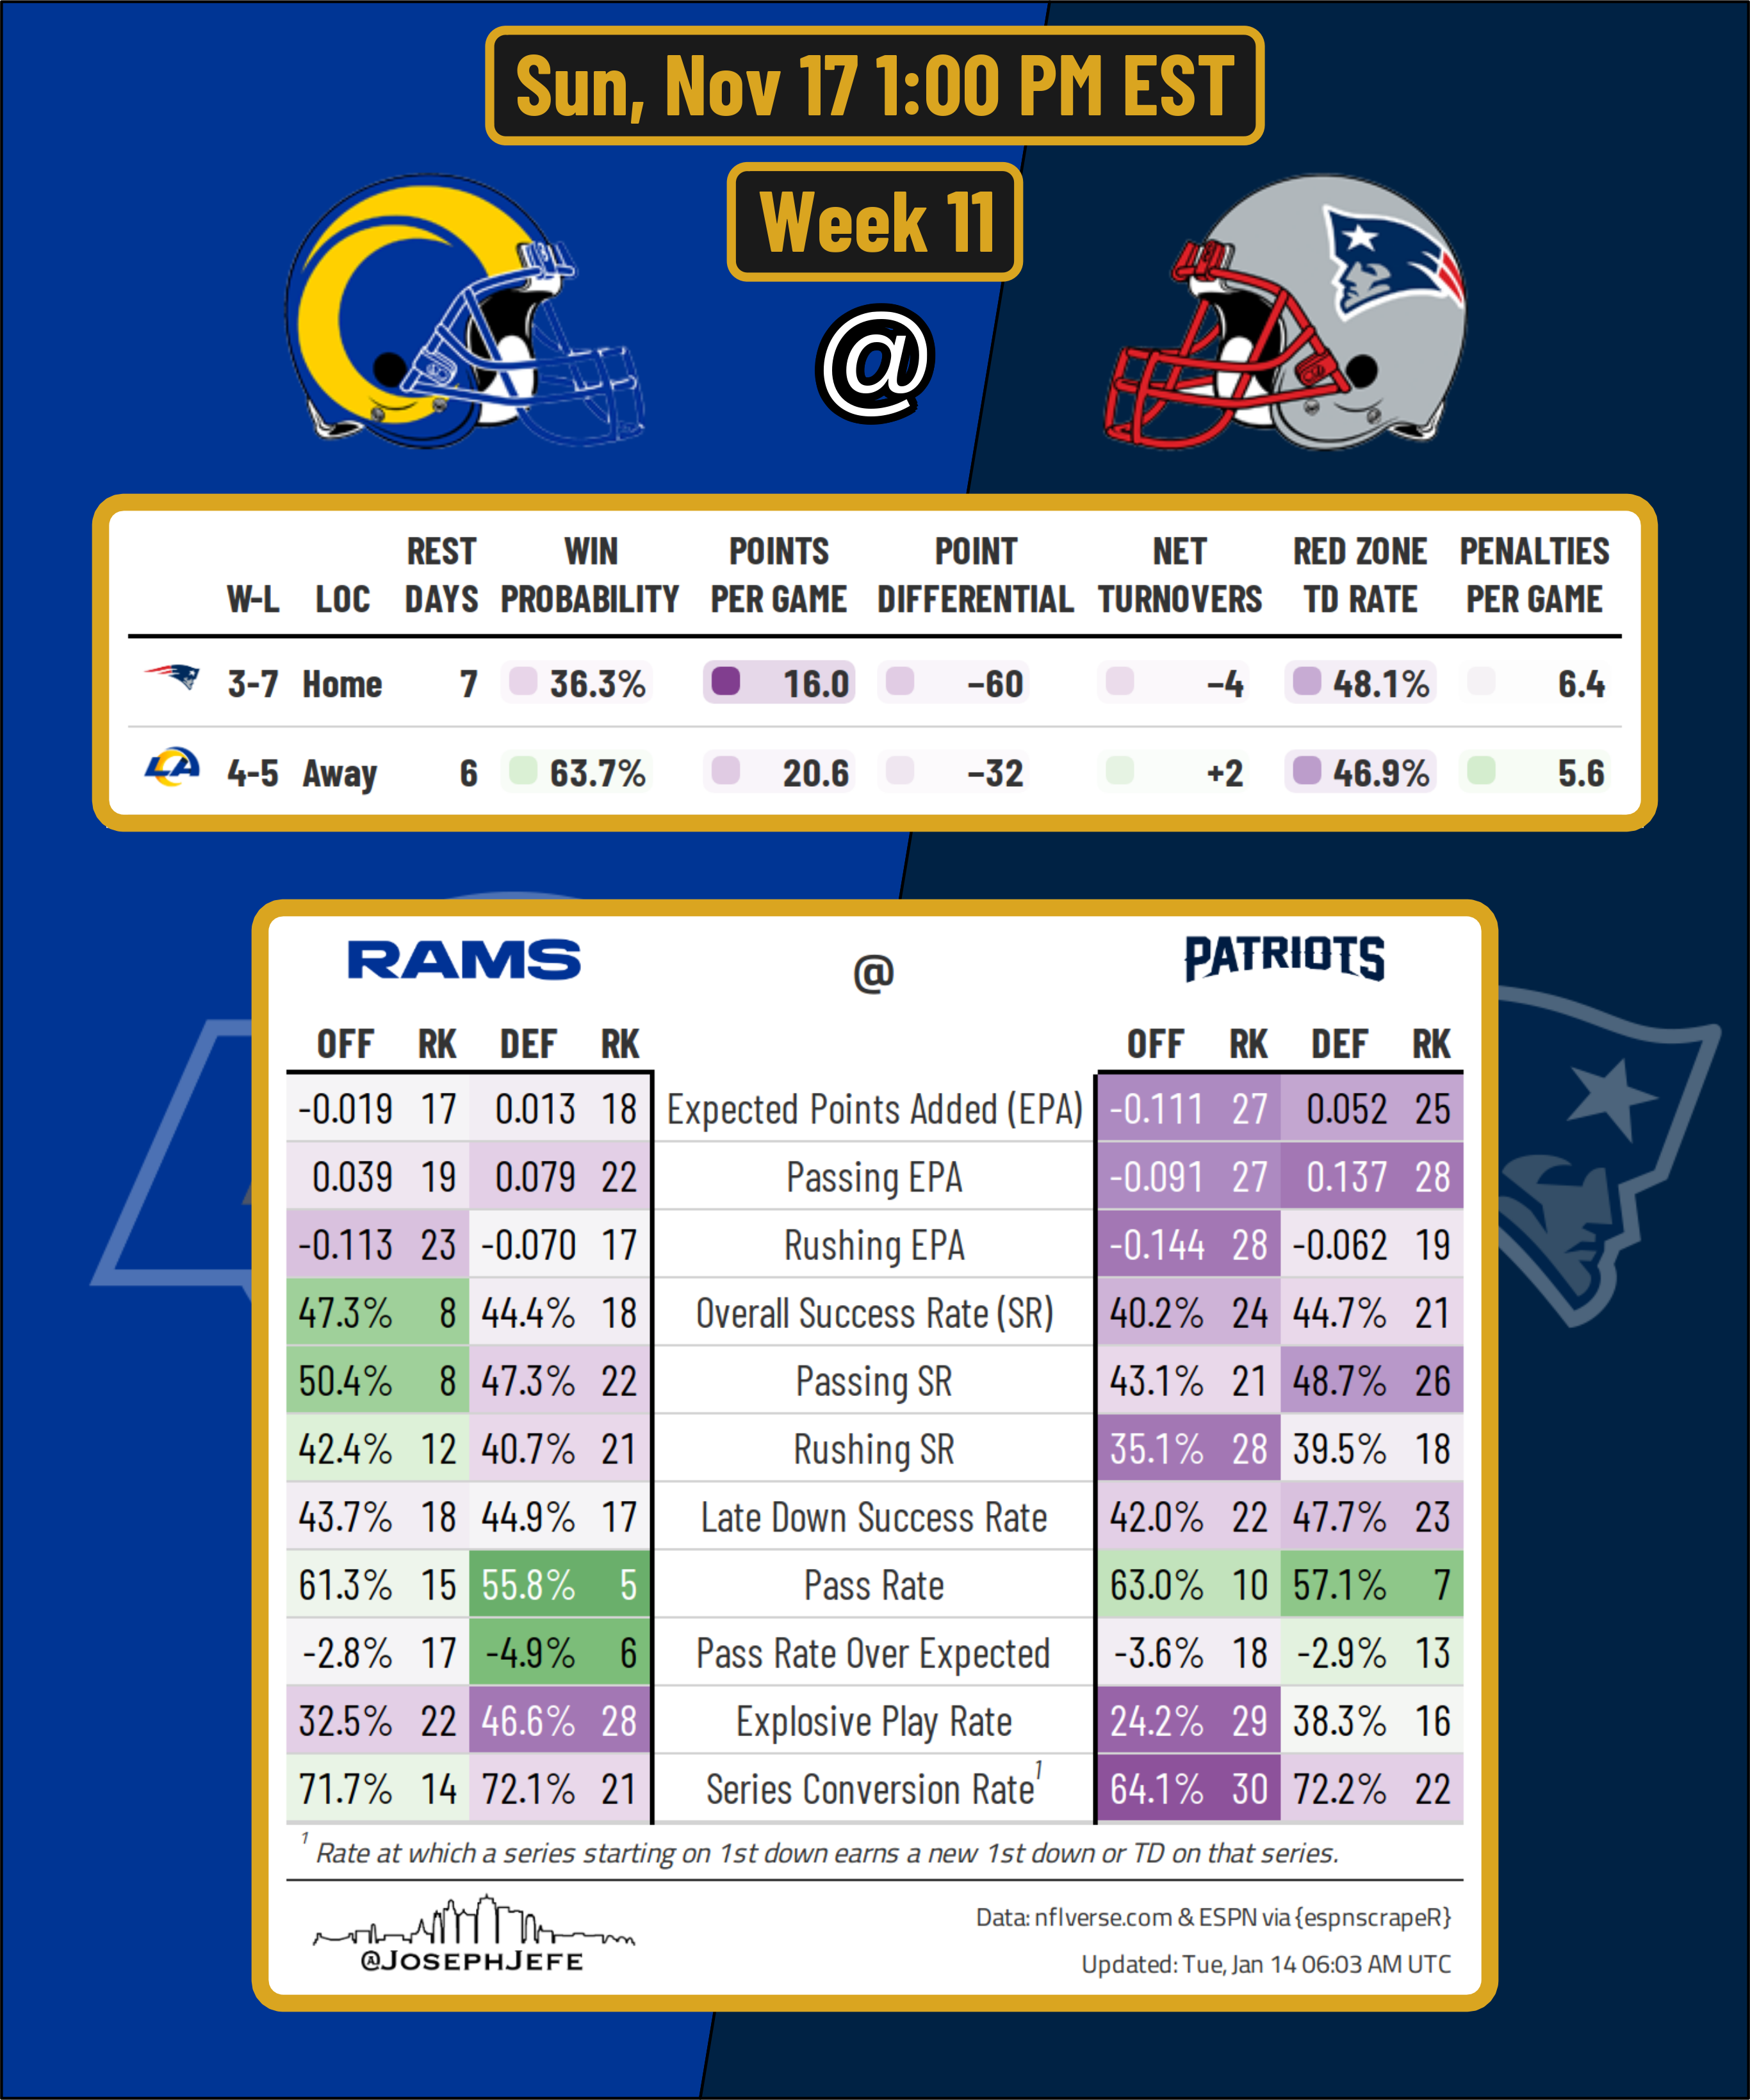 Sun, Nov 17 1:00 PM EST
Week 11
@
REST WIN POINTS POINT NET RED ZONE PENALTIES
W-L LOC DAYS PROBABILITY PER GAME DIFFERENTIAL TURNOVERS TD RATE PER GAME
3-7 Home 7 36.3% 16.0 −60 −4 48.1% 6.4
LA 4-5 Away 6 63.7% 20.6 −32 +2 46.9% 5.6
RAMS @ PATRIOTS
OFF RK DEF RK OFF RK DEF RK
-0.019 17 0.013 18 Expected Points Added (EPA) -0.111 27 0.052 25
0.039 19 0.079 22 Passing EPA -0.091 27 0.137 28
-0.113 23 -0.070 17 Rushing EPA -0.144 28 -0.062 19
47.3% 8 44.4% 18 Overall Success Rate (SR) 40.2% 24 44.7% 21
50.4% 8 47.3% 22 Passing SR 43.1% 21 48.7% 26
42.4% 12 40.7% 21 Rushing SR 35.1% 28 39.5% 18
43.7% 18 44.9% 17 Late Down Success Rate 42.0% 22 47.7% 23
61.3% 15 55.8% 5 Pass Rate 63.0% 10 57.1% 7
-2.8% 17 -4.9% 6 Pass Rate Over Expected -3.6% 18 -2.9% 13
32.5% 22 46.6% 28 Explosive Play Rate 24.2% 29 38.3% 16
71.7% 14 72.1% 21 Series Conversion Rate¹ 64.1% 30 72.2% 22
¹ Rate at which a series starting on 1st down earns a new 1st down or TD on that series.
@JOSEPHJEFE
Data: nflverse.com & ESPN via {espnscrapeR}
Updated: Tue, Jan 14 06:03 AM UTC